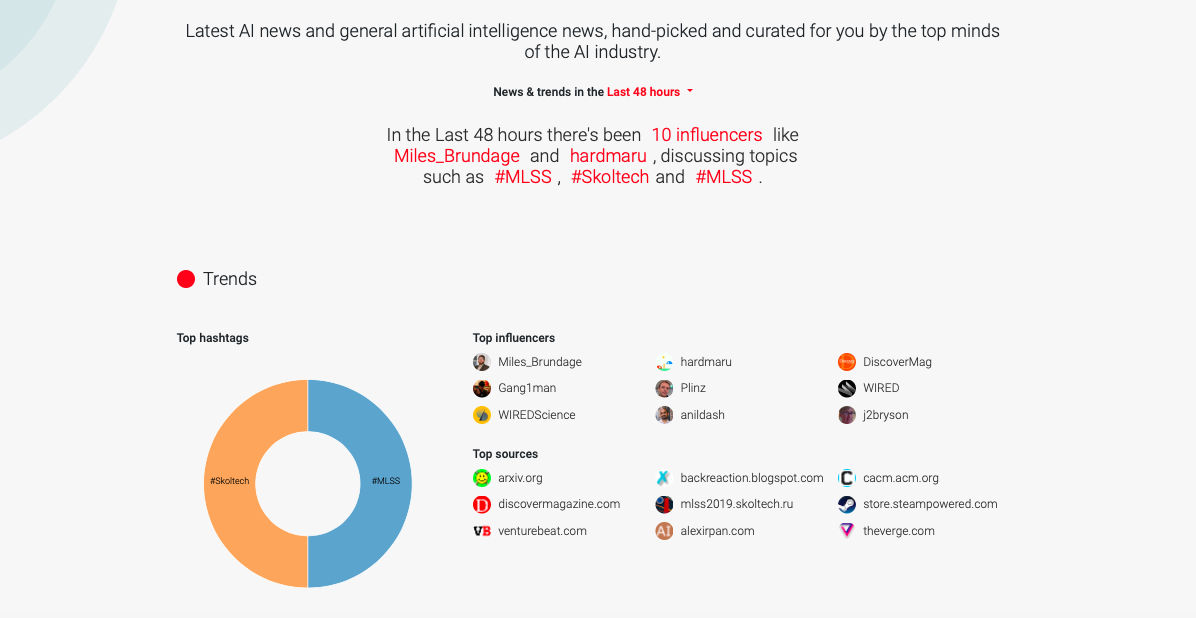 Latest AI news and general artificial intelligence news, hand-picked and curated for you by the top minds
of the AI industry.
News & trends in the Last 48 hours
In the Last 48 hours there's been 10 influencers like
Miles_Brundage and hardmaru , discussing topics
such as #MLSS , #Skoltech and #MLSS .
Trends
Top hashtags
#Skoltech
#MLSS
Top influencers
Miles_Brundage hardmaru DiscoverMag
Gang1man Plinz WIRED
WIREDScience anildash j2bryson
Top sources
arxiv.org backreaction.blogspot.com C cacm.acm.org
D discovermagazine.com mlss2019.skoltech.ru store.steampowered.com
VB venturebeat.com AI alexirpan.com theverge.com